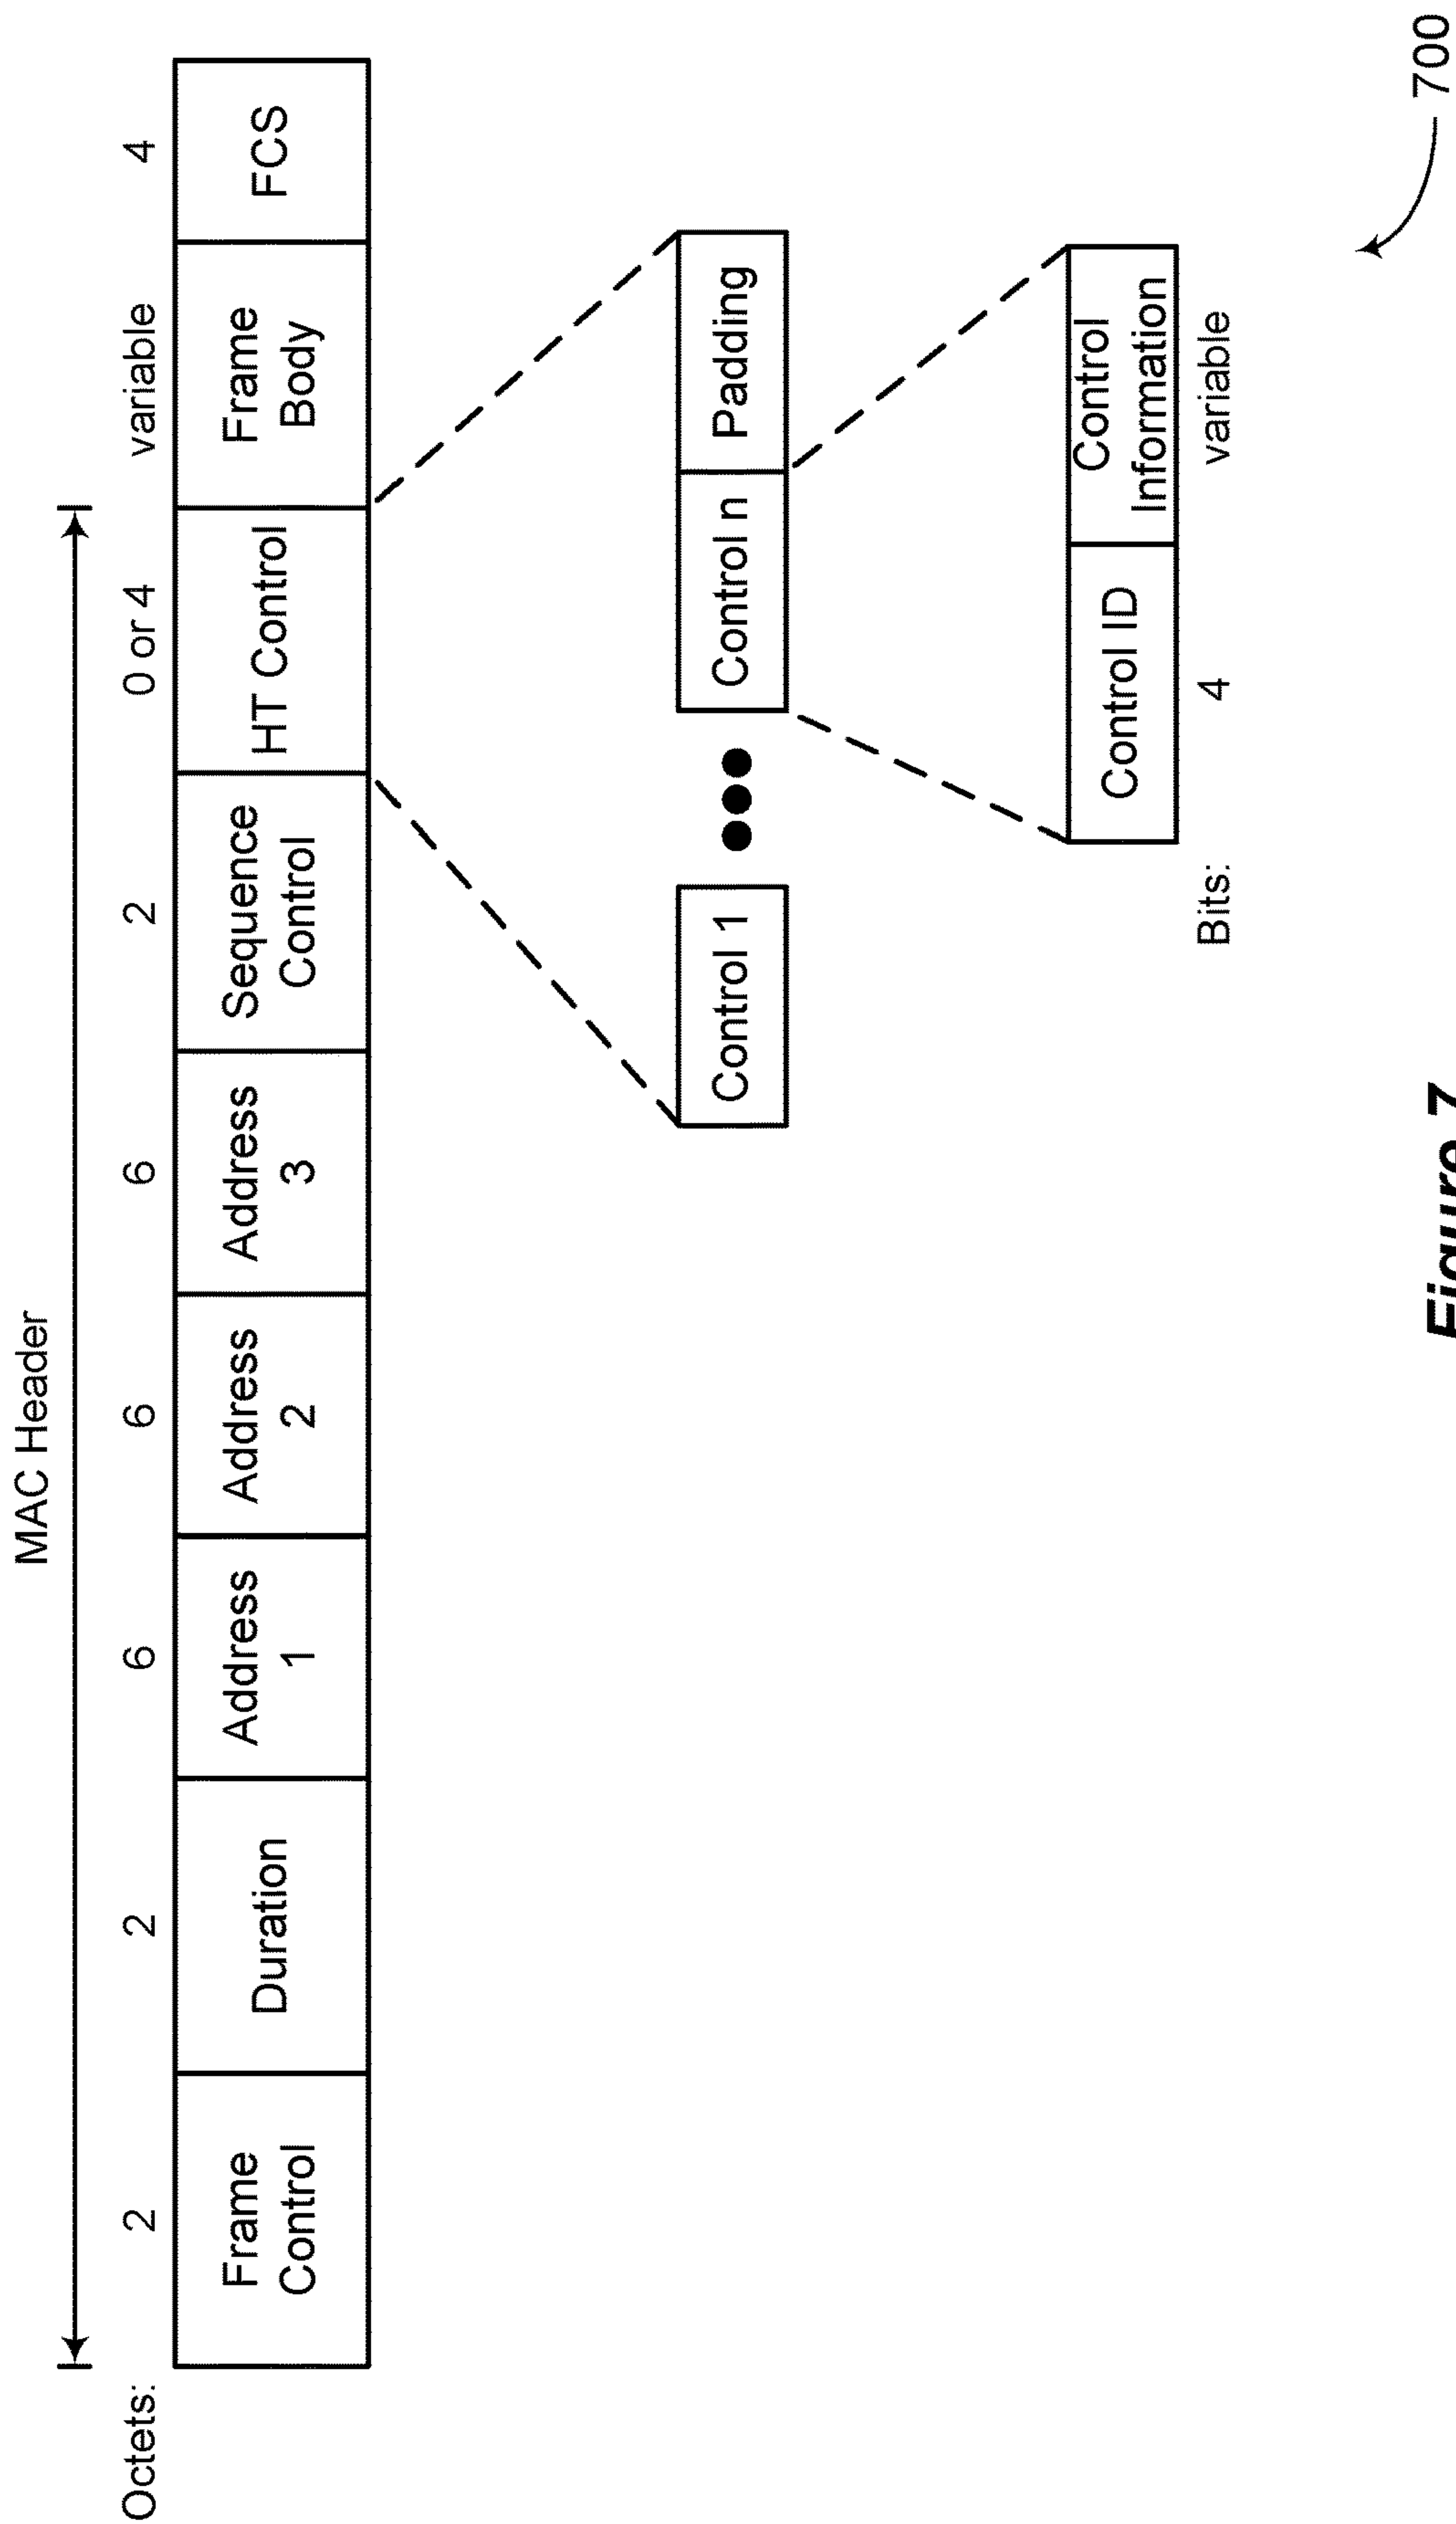 MAC Header
Octets: 2 2 6 6 6 2 0 or 4 variable 4
Frame
Control
Duration
Address
1
Address
2
Address
3
Sequence
Control
HT Control
Frame
Body
FCS
Control 1
Control n
Padding
Control ID
Control
Information
Bits: 4 variable
700
Figure 7